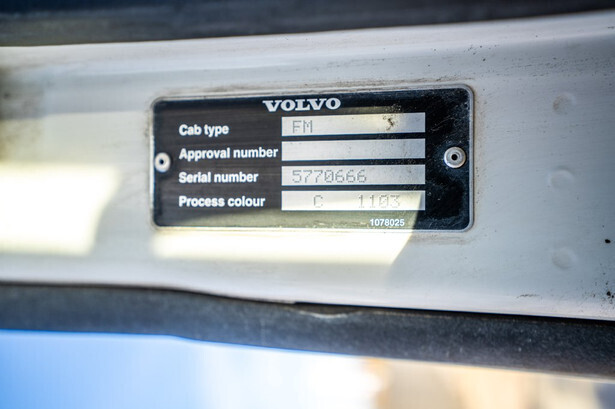 VOLVO
Cab type FM
Approval number
Serial number 5770666
Process colour C 1103
1078025